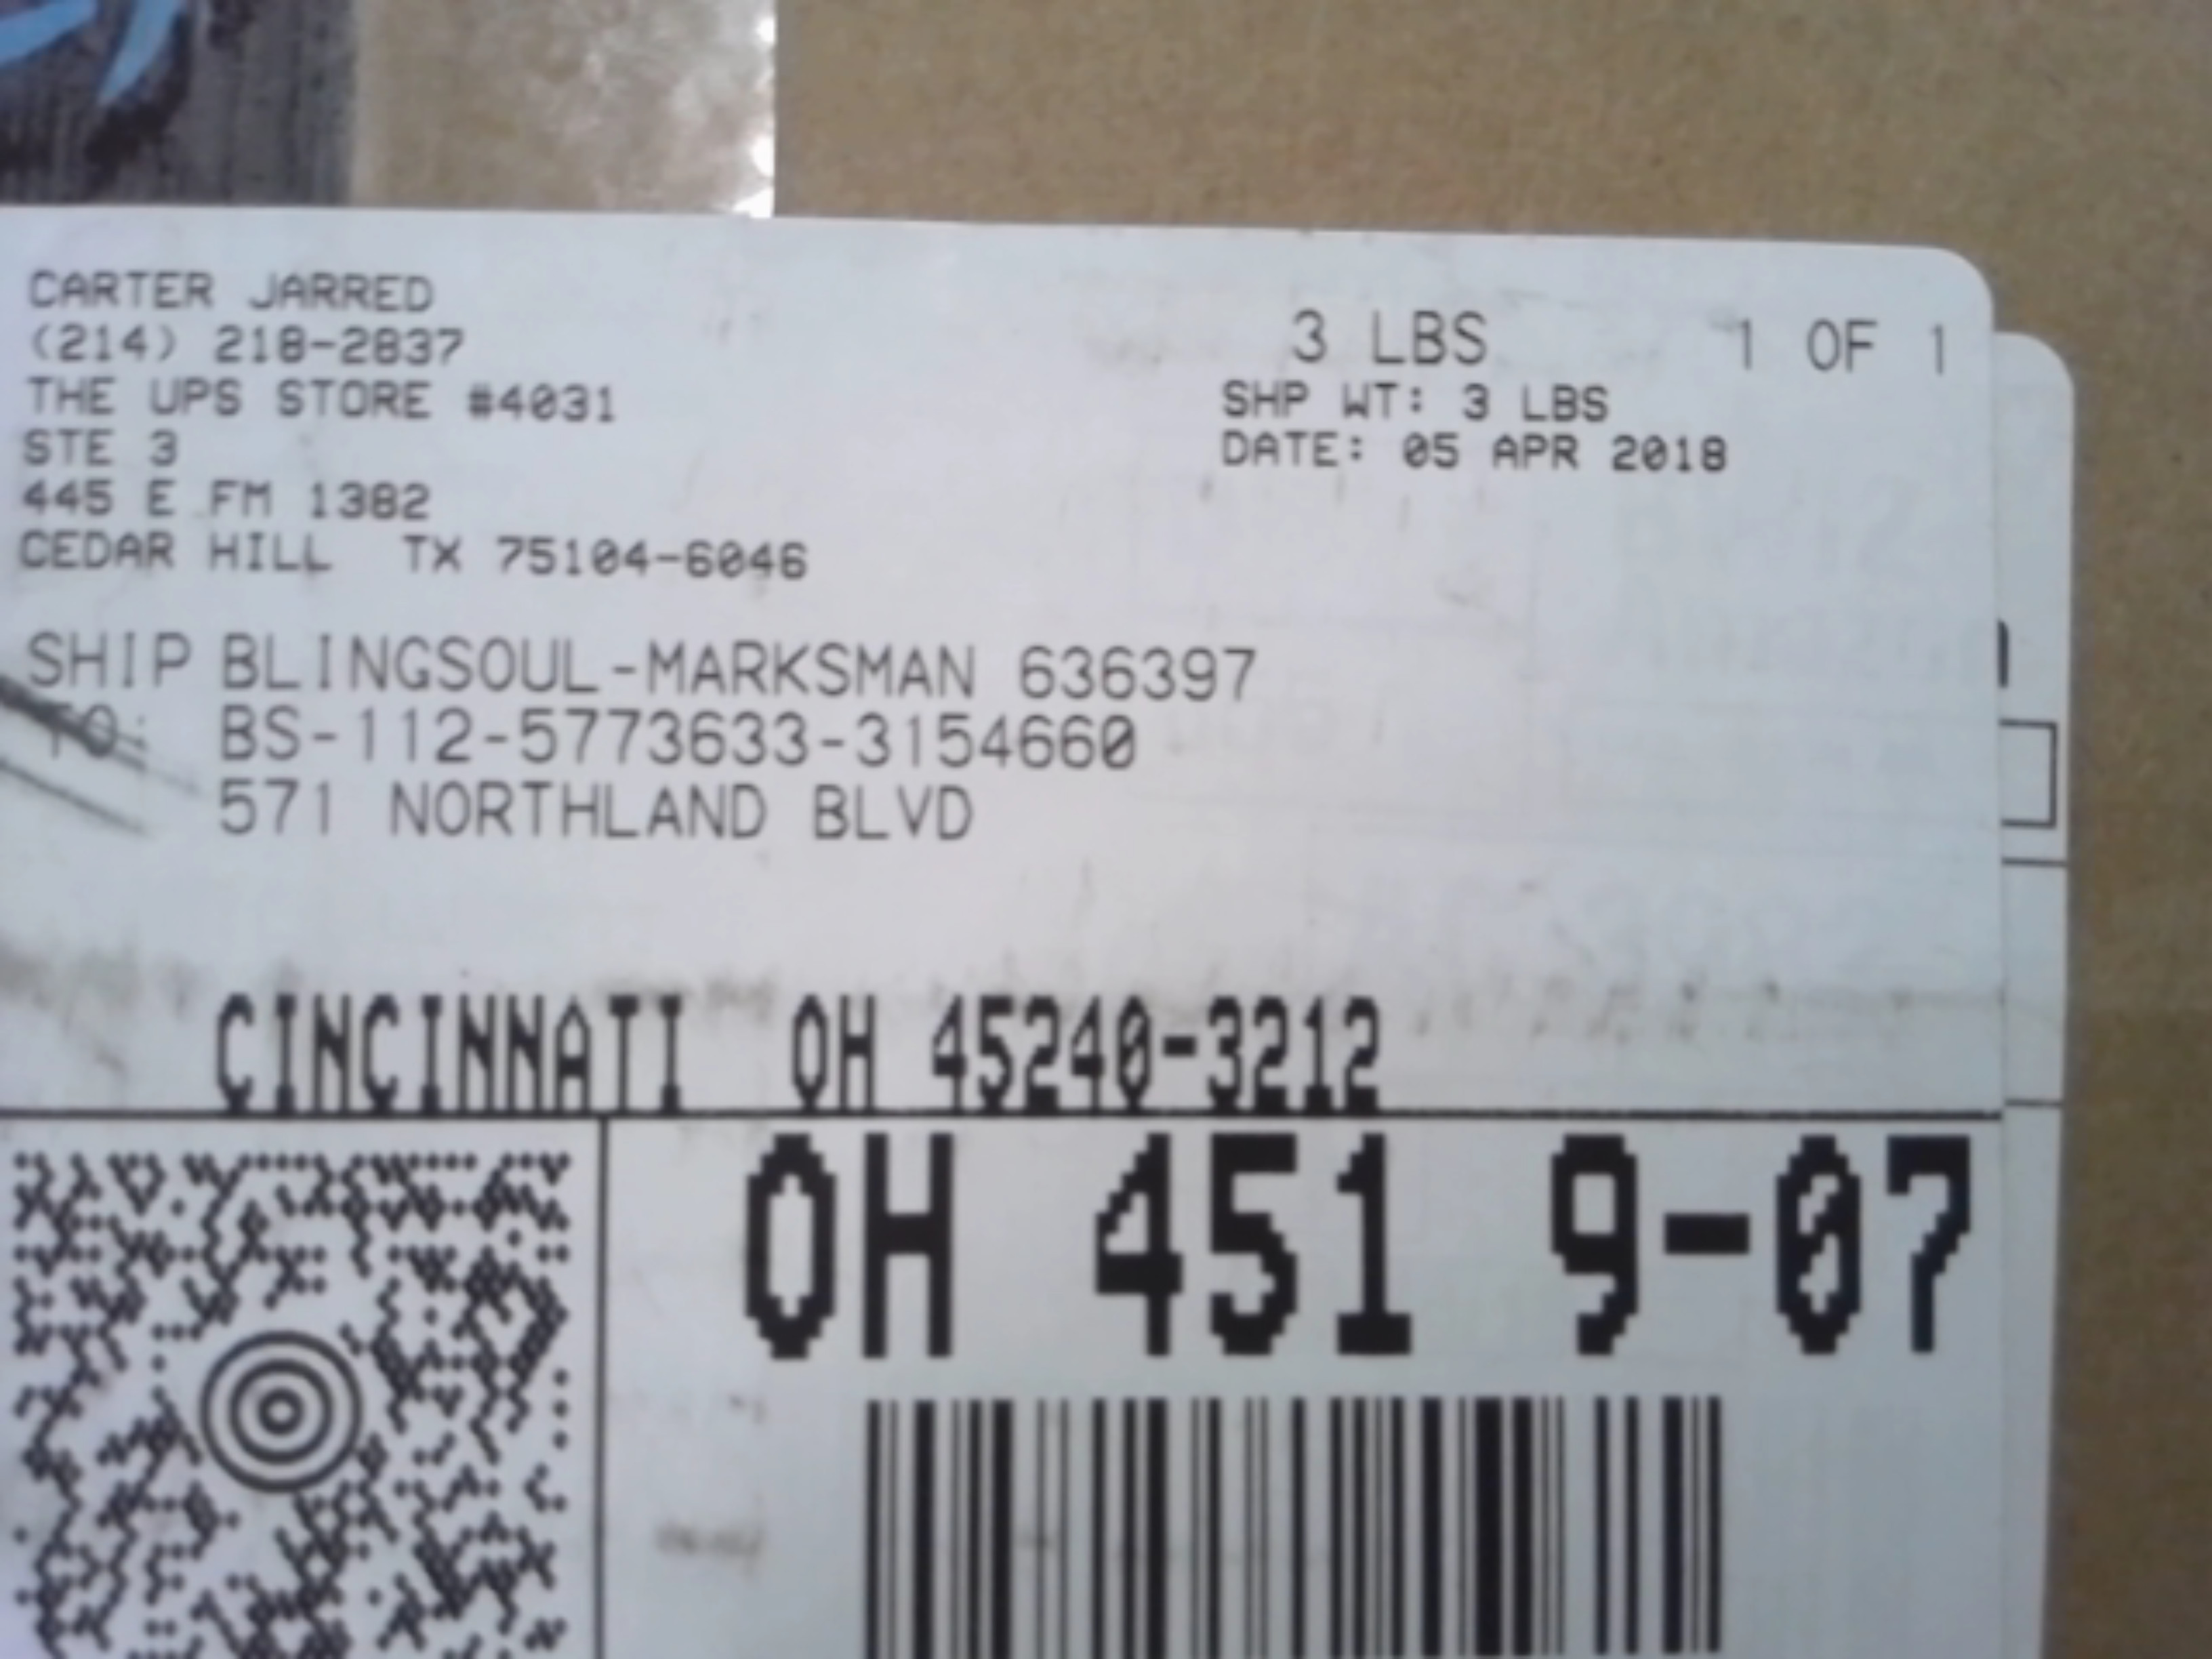 CARTER JARRED
(214) 218-2837
THE UPS STORE #4031
STE 3
445 E FM 1382
CEDAR HILL TX 75104-6046
3 LBS 1 OF 1
SHP WT: 3 LBS
DATE: 05 APR 2018
SHIP BLINGSOUL-MARKSMAN 636397
TO: BS-112-5773633-3154660
571 NORTHLAND BLVD
CINCINNATI OH 45240-3212
OH 451 9-07